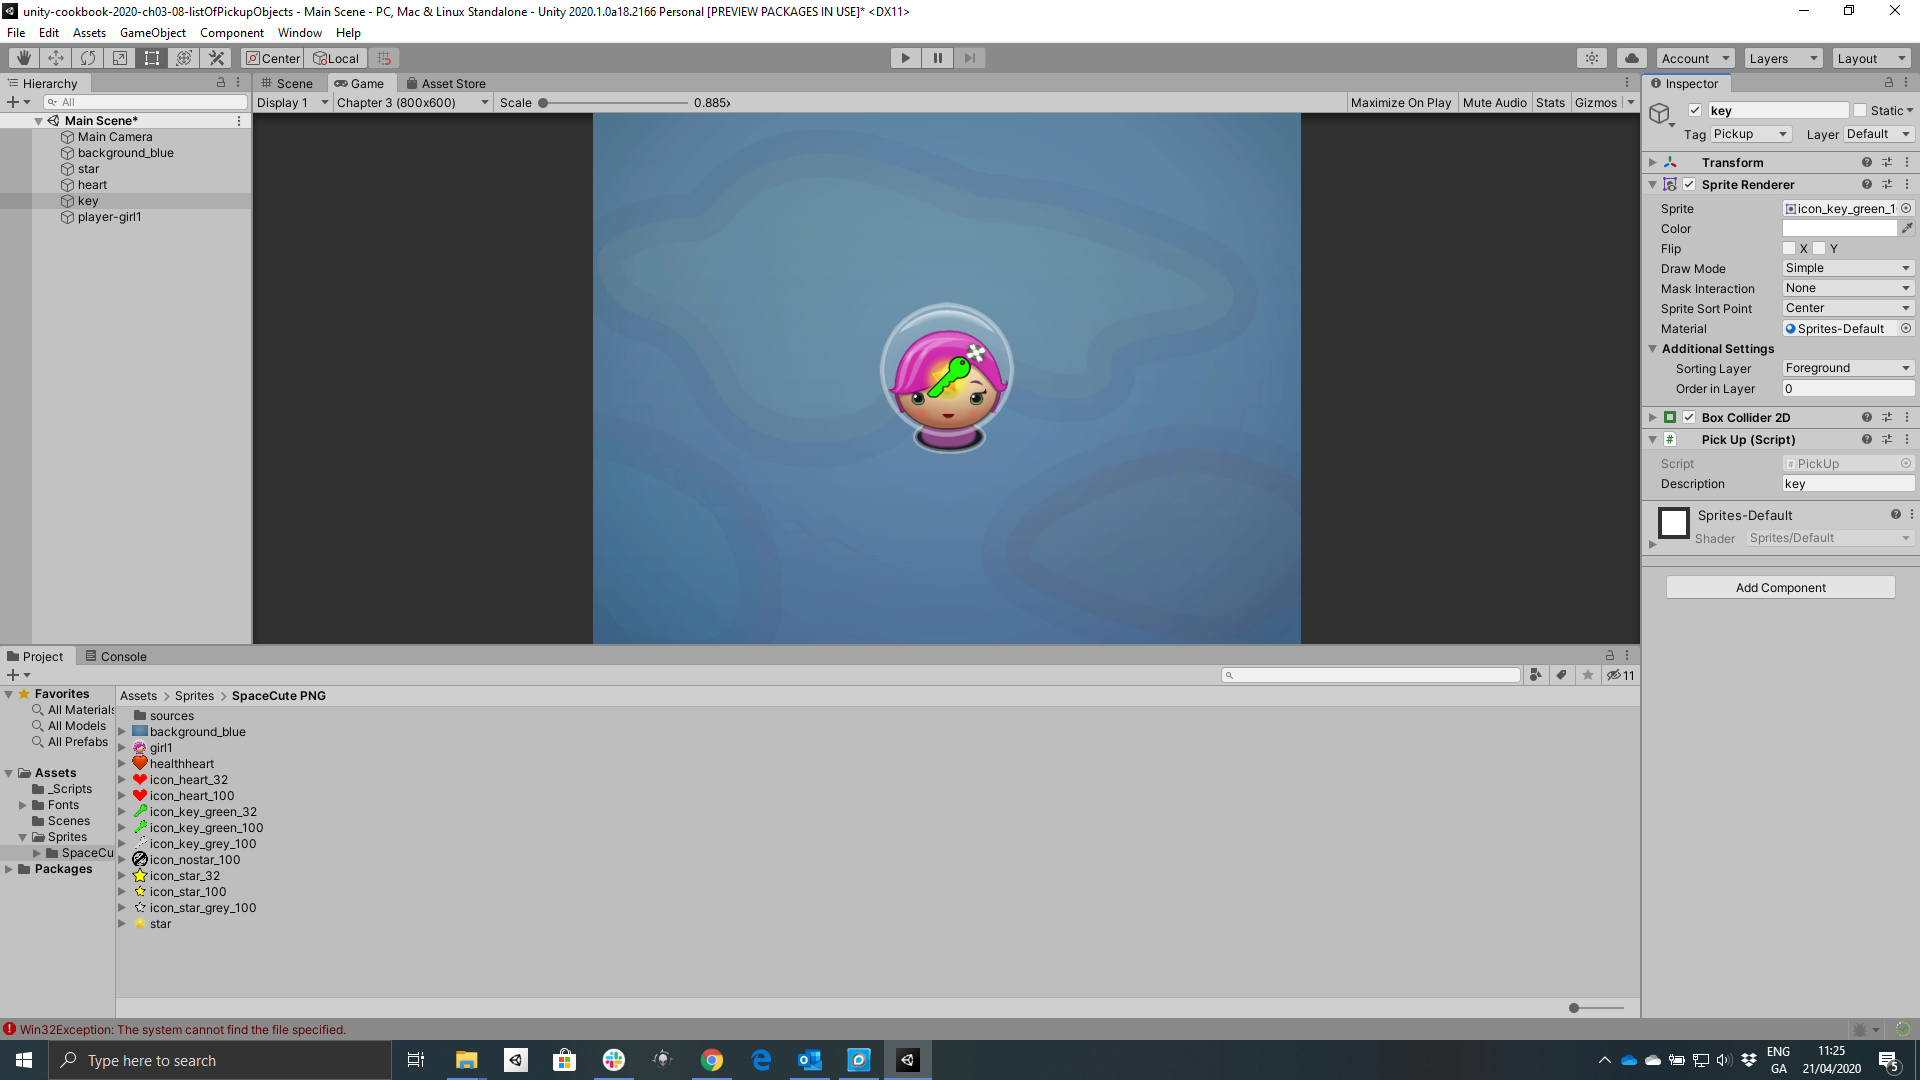 unity-cookbook-2020-ch03-08-listOfPickupObjects - Main Scene - PC, Mac & Linux Standalone - Unity 2020.1.0a18.2166 Personal [PREVIEW PACKAGES IN USE]* <DX11>
File Edit Assets GameObject Component Window Help
Center Local Account Layers Layout
Hierarchy
All
Main Scene*
Main Camera
background_blue
star
heart
key
player-girl1
Scene Game Asset Store
Display 1 Chapter 3 (800x600) Scale 0.885x Maximize On Play Mute Audio Stats Gizmos
Inspector
key Static
Tag Pickup Layer Default
Transform
Sprite Renderer
Sprite icon_key_green_1
Color
Flip X Y
Draw Mode Simple
Mask Interaction None
Sprite Sort Point Center
Material Sprites-Default
Additional Settings
Sorting Layer Foreground
Order in Layer 0
Box Collider 2D
Pick Up (Script)
Script PickUp
Description key
Sprites-Default
Shader Sprites/Default
Add Component
Project Console
11
Favorites
All Materials
All Models
All Prefabs
Assets
_Scripts
Fonts
Scenes
Sprites
SpaceCu
Packages
Assets > Sprites > SpaceCute PNG
sources
background_blue
girl1
healthheart
icon_heart_32
icon_heart_100
icon_key_green_32
icon_key_green_100
icon_key_grey_100
icon_nostar_100
icon_star_32
icon_star_100
icon_star_grey_100
star
Win32Exception: The system cannot find the file specified.
Type here to search
ENG
GA
11:25
21/04/2020
5